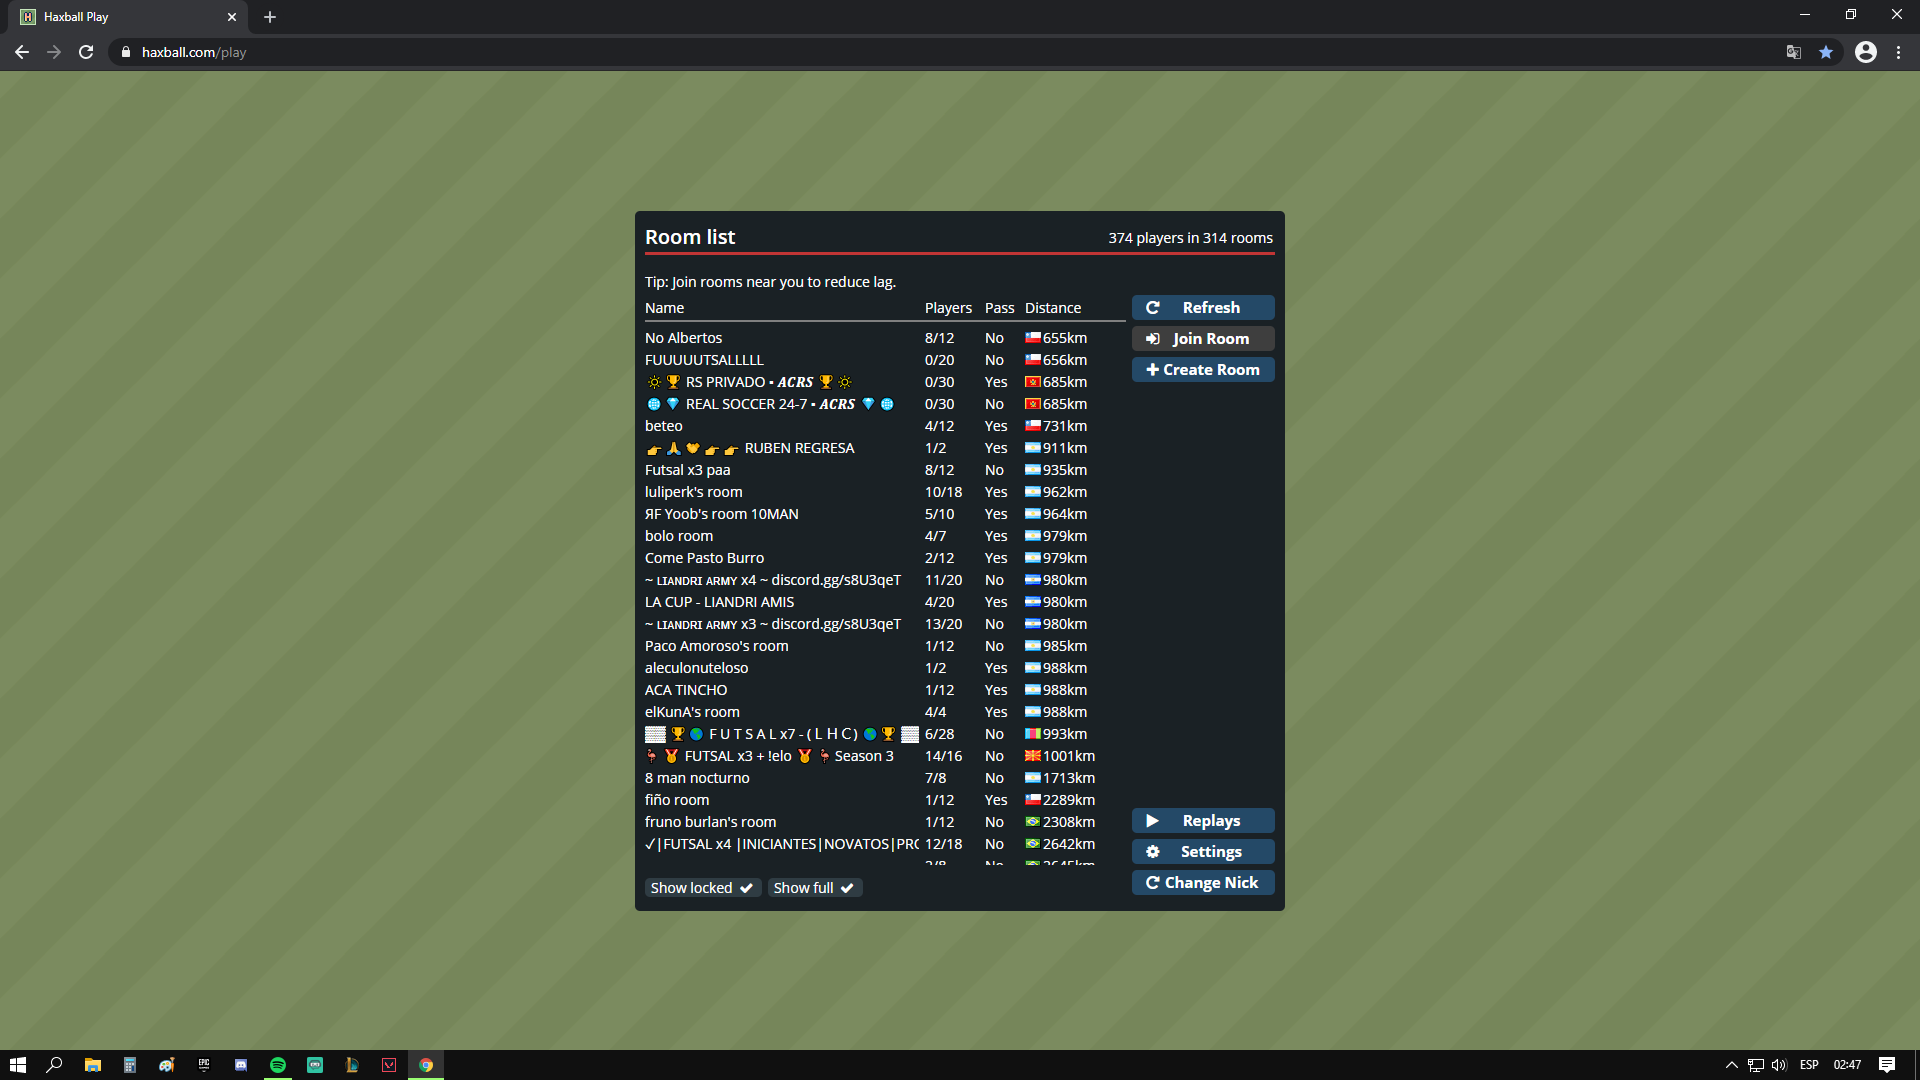 Haxball Play
haxball.com/play
Room list
374 players in 314 rooms
Tip: Join rooms near you to reduce lag.
Name Players Pass Distance
No Albertos 8/12 No 655km
FUUUUUTSALLLLL 0/20 No 656km
🔅 🏆 RS PRIVADO • 𝑨𝑪𝑹𝑺 🏆 🔅 0/30 Yes 685km
🌐 💎 REAL SOCCER 24-7 • 𝑨𝑪𝑹𝑺 💎 🌐 0/30 No 685km
beteo 4/12 Yes 731km
RUBEN REGRESA 1/2 Yes 911km
Futsal x3 paa 8/12 No 935km
luliperk's room 10/18 Yes 962km
ЯF Yoob's room 10MAN 5/10 Yes 964km
bolo room 4/7 Yes 979km
Come Pasto Burro 2/12 Yes 979km
~ ʟɪᴀɴᴅʀɪ ᴀʀᴍʏ x4 ~ discord.gg/s8U3qeT 11/20 No 980km
LA CUP - LIANDRI AMIS 4/20 Yes 980km
~ ʟɪᴀɴᴅʀɪ ᴀʀᴍʏ x3 ~ discord.gg/s8U3qeT 13/20 No 980km
Paco Amoroso's room 1/12 No 985km
aleculonuteloso 1/2 Yes 988km
ACA TINCHO 1/12 Yes 988km
elKunA's room 4/4 Yes 988km
▓▓ 🏆 🌎 F U T S A L x7 - ( L H C ) 🌎 🏆 ▓▓ 6/28 No 993km
🦩 🏅 FUTSAL x3 + !elo 🏅 🦩 Season 3 14/16 No 1001km
8 man nocturno 7/8 No 1713km
fiño room 1/12 Yes 2289km
fruno burlan's room 1/12 No 2308km
✓|FUTSAL x4 |INICIANTES|NOVATOS|PRO 12/18 No 2642km
2/8 No 2645km
Refresh
Join Room
Create Room
Replays
Settings
Change Nick
Show locked ✔ Show full ✔
EPIC
ESP 02:47